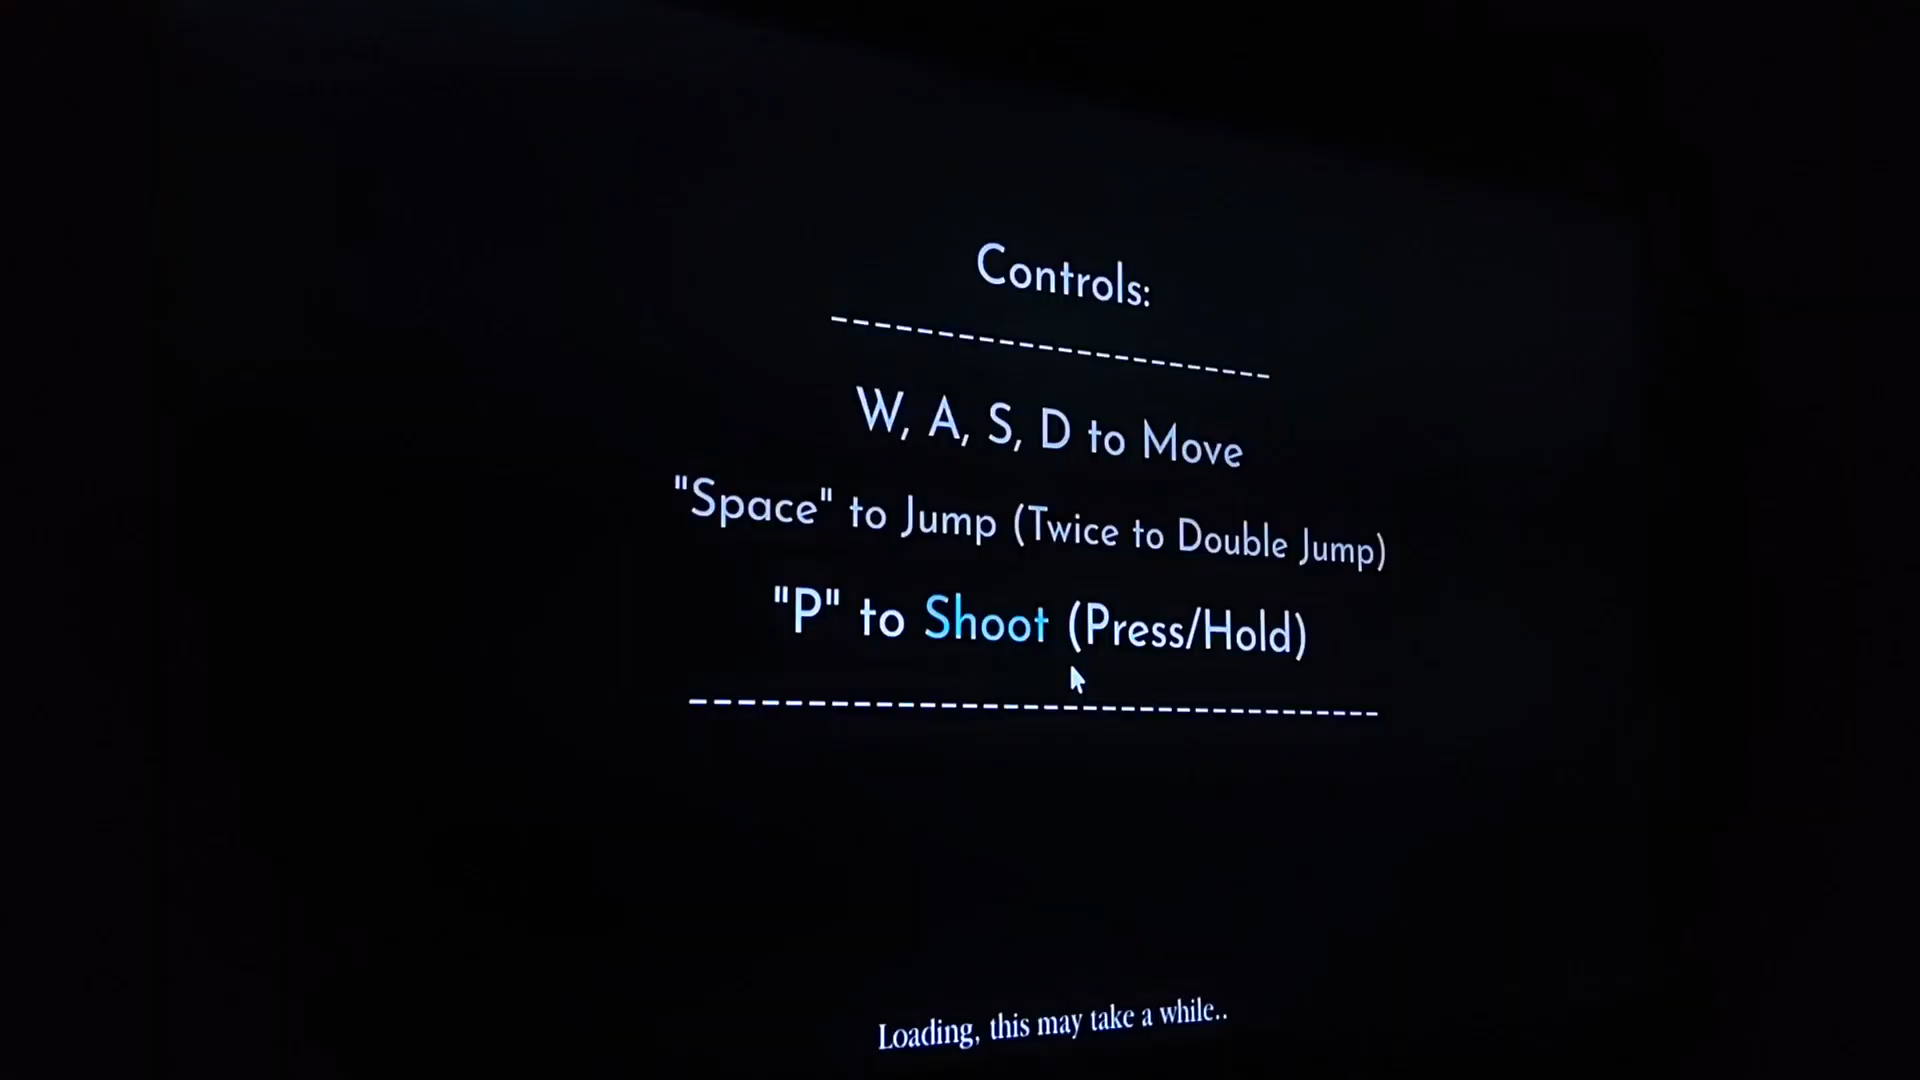 Controls:
----------------------
W, A, S, D to Move
"Space" to Jump (Twice to Double Jump)
"P" to Shoot (Press/Hold)
--------------------------------
Loading, this may take a while..